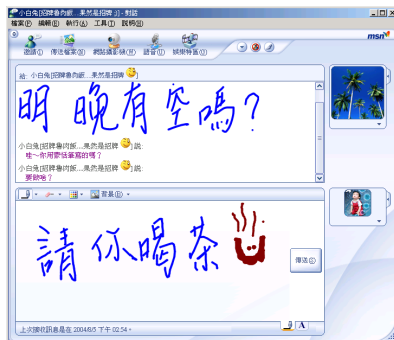 小白兔[招牌魯肉飯....果然是招牌 :)] - 對話
檔案(F) 編輯(E) 執行(A) 工具(T) 說明(H)
msn
邀請(I) 傳送檔案(N) 網路攝影機(W) 語音(U) 娛樂特區(O)
給: 小白兔[招牌魯肉飯....果然是招牌 ]
明晚有空嗎?
小白兔[招牌魯肉飯....果然是招牌 ] 說:
哇～你用數位筆寫的嗎?
小白兔[招牌魯肉飯....果然是招牌 ] 說:
要幹嘛?
背景(B)
請你喝茶
傳送(S)
A
上次接收訊息是在 2004/8/5 下午 02:54。